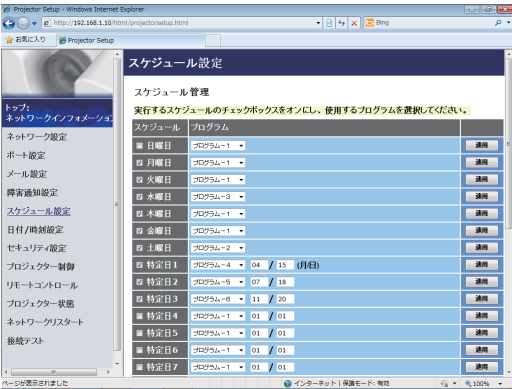 Projector Setup - Windows Internet Explorer
http://192.168.1.10/html/projectorsetup.html
Bing
お気に入り
Projector Setup
トップ:
ネットワークインフォメーション
ネットワーク設定
ポート設定
メール設定
障害通知設定
スケジュール設定
日付/時刻設定
セキュリティ設定
プロジェクター制御
リモートコントロール
プロジェクター状態
ネットワークリスタート
接続テスト
スケジュール設定
スケジュール管理
実行するスケジュールのチェックボックスをオンにし、使用するプログラムを選択してください。
スケジュール プログラム
日曜日 プログラム-1 適用
月曜日 プログラム-1 適用
火曜日 プログラム-1 適用
水曜日 プログラム-3 適用
木曜日 プログラム-1 適用
金曜日 プログラム-1 適用
土曜日 プログラム-2 適用
特定日1 プログラム-4 04 / 15 (月/日) 適用
特定日2 プログラム-5 07 / 18 適用
特定日3 プログラム-6 11 / 20 適用
特定日4 プログラム-1 01 / 01 適用
特定日5 プログラム-1 01 / 01 適用
特定日6 プログラム-1 01 / 01 適用
特定日7 プログラム-1 01 / 01 適用
ページが表示されました
インターネット | 保護モード: 有効
100%